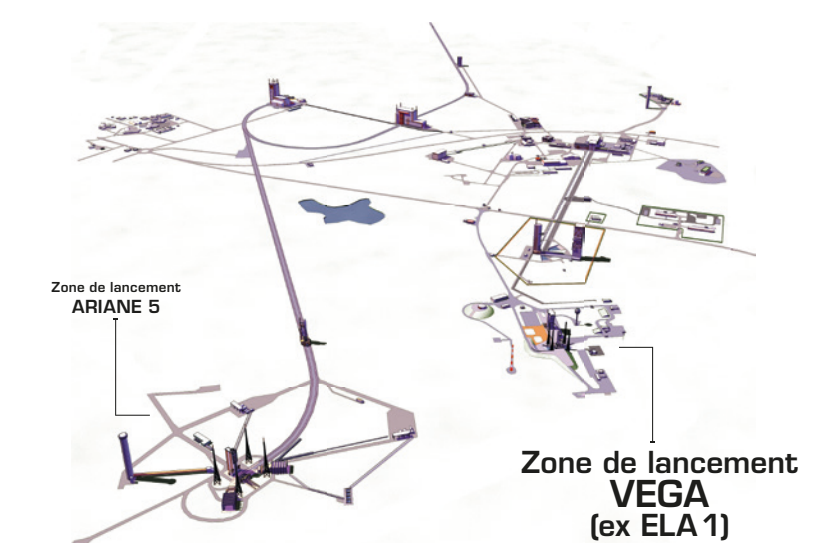 Zone de lancement
ARIANE 5
Zone de lancement
VEGA
(ex ELA 1)